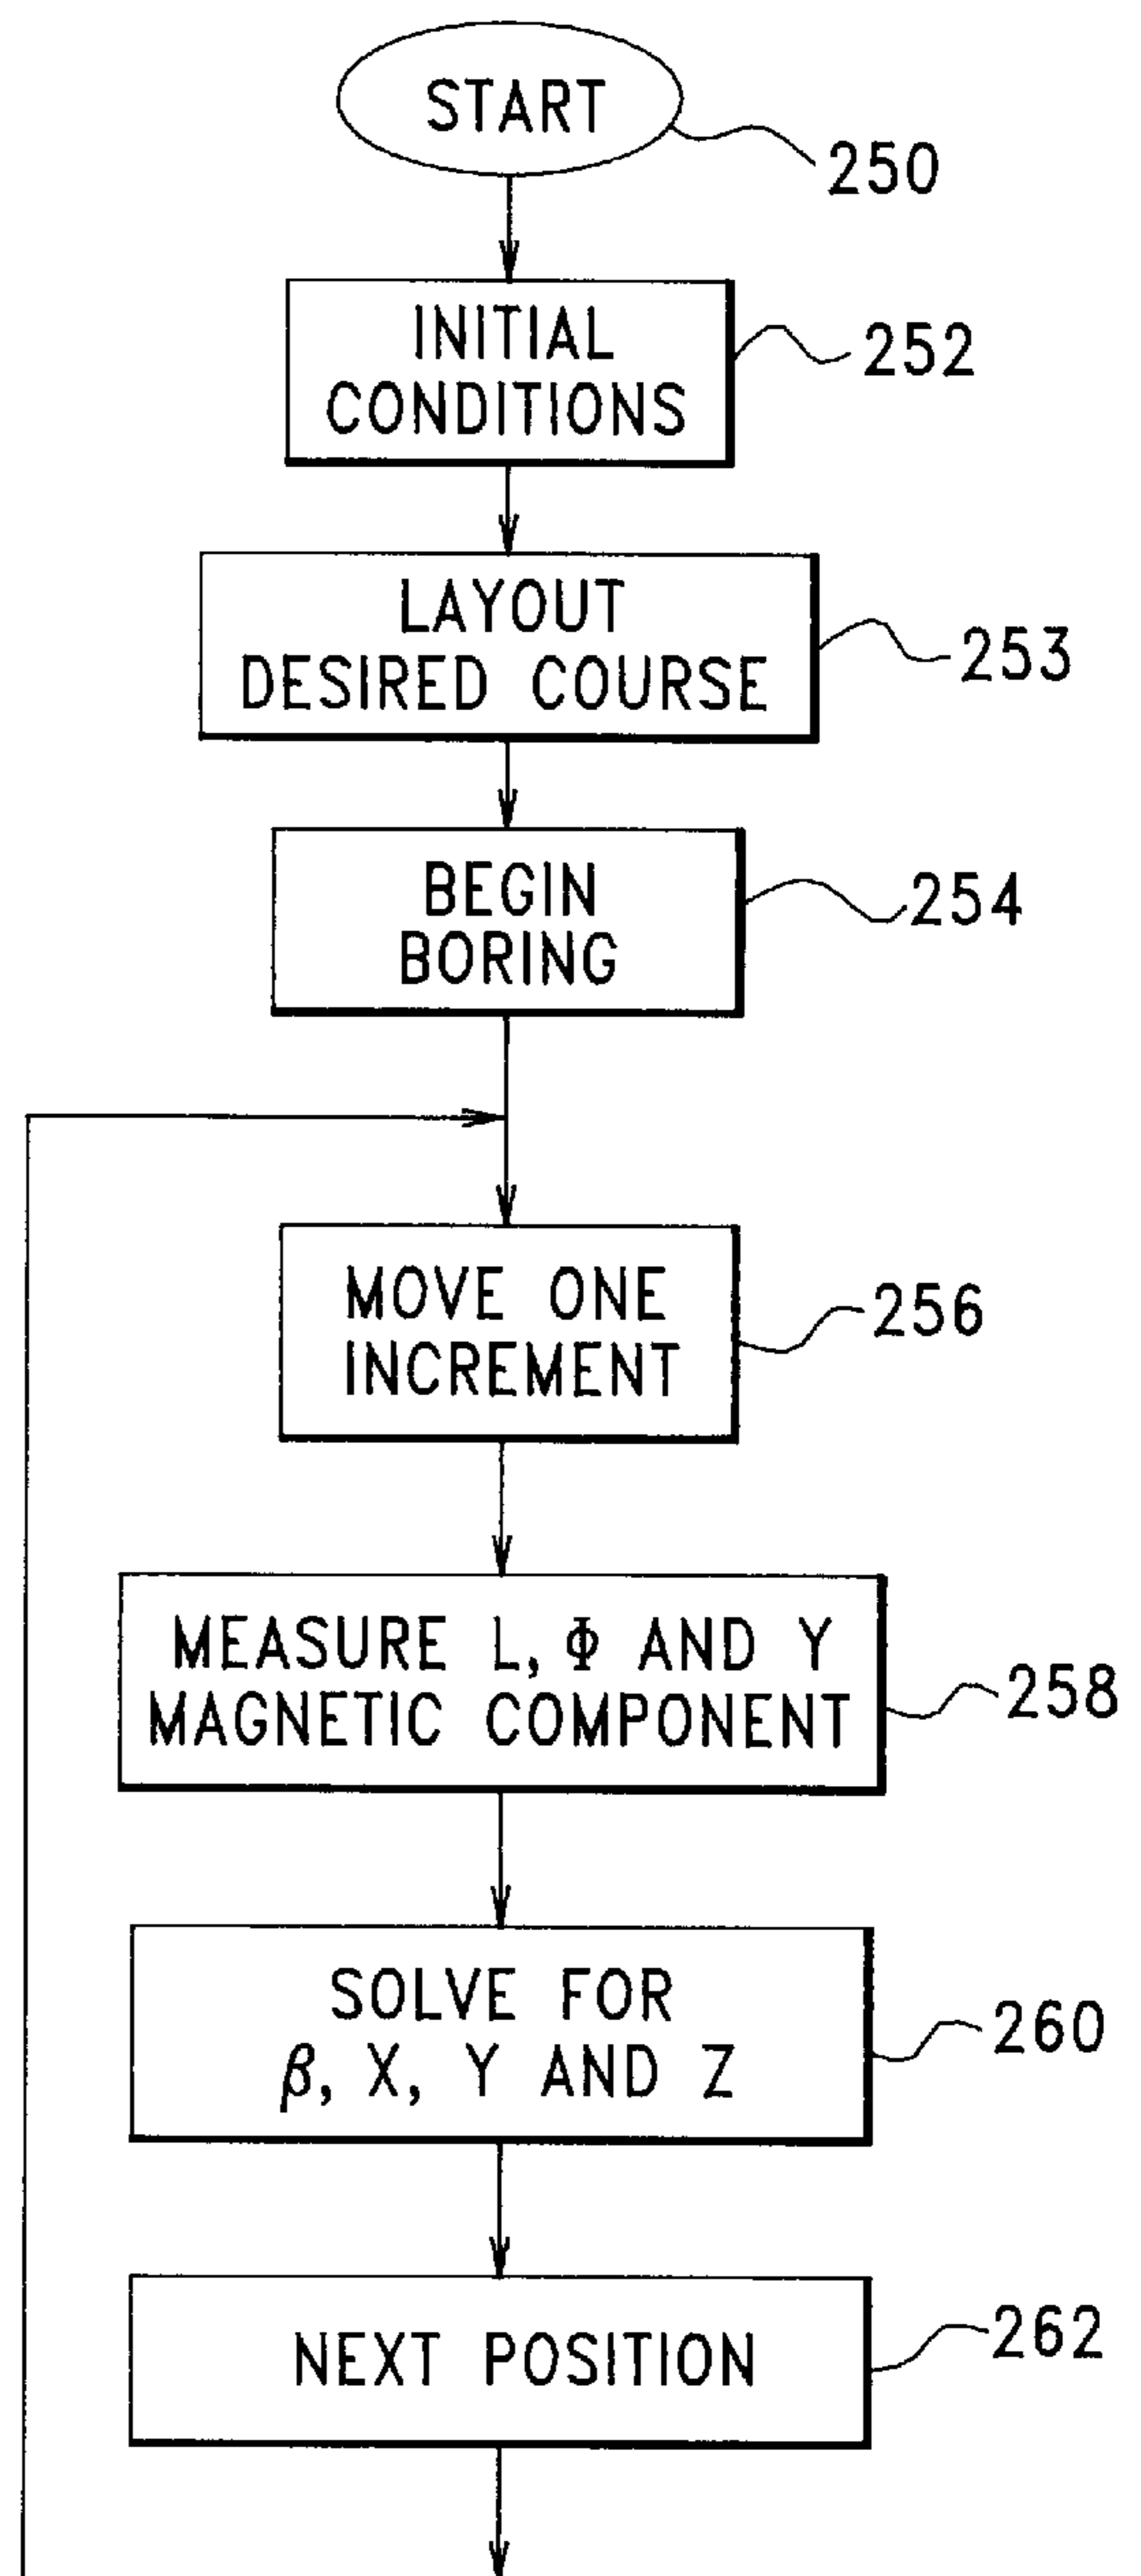 START
250
INITIAL
CONDITIONS
252
LAYOUT
DESIRED COURSE
253
BEGIN
BORING
254
MOVE ONE
INCREMENT
256
MEASURE L, Φ AND Y
MAGNETIC COMPONENT
258
SOLVE FOR
β, X, Y AND Z
260
NEXT POSITION
262